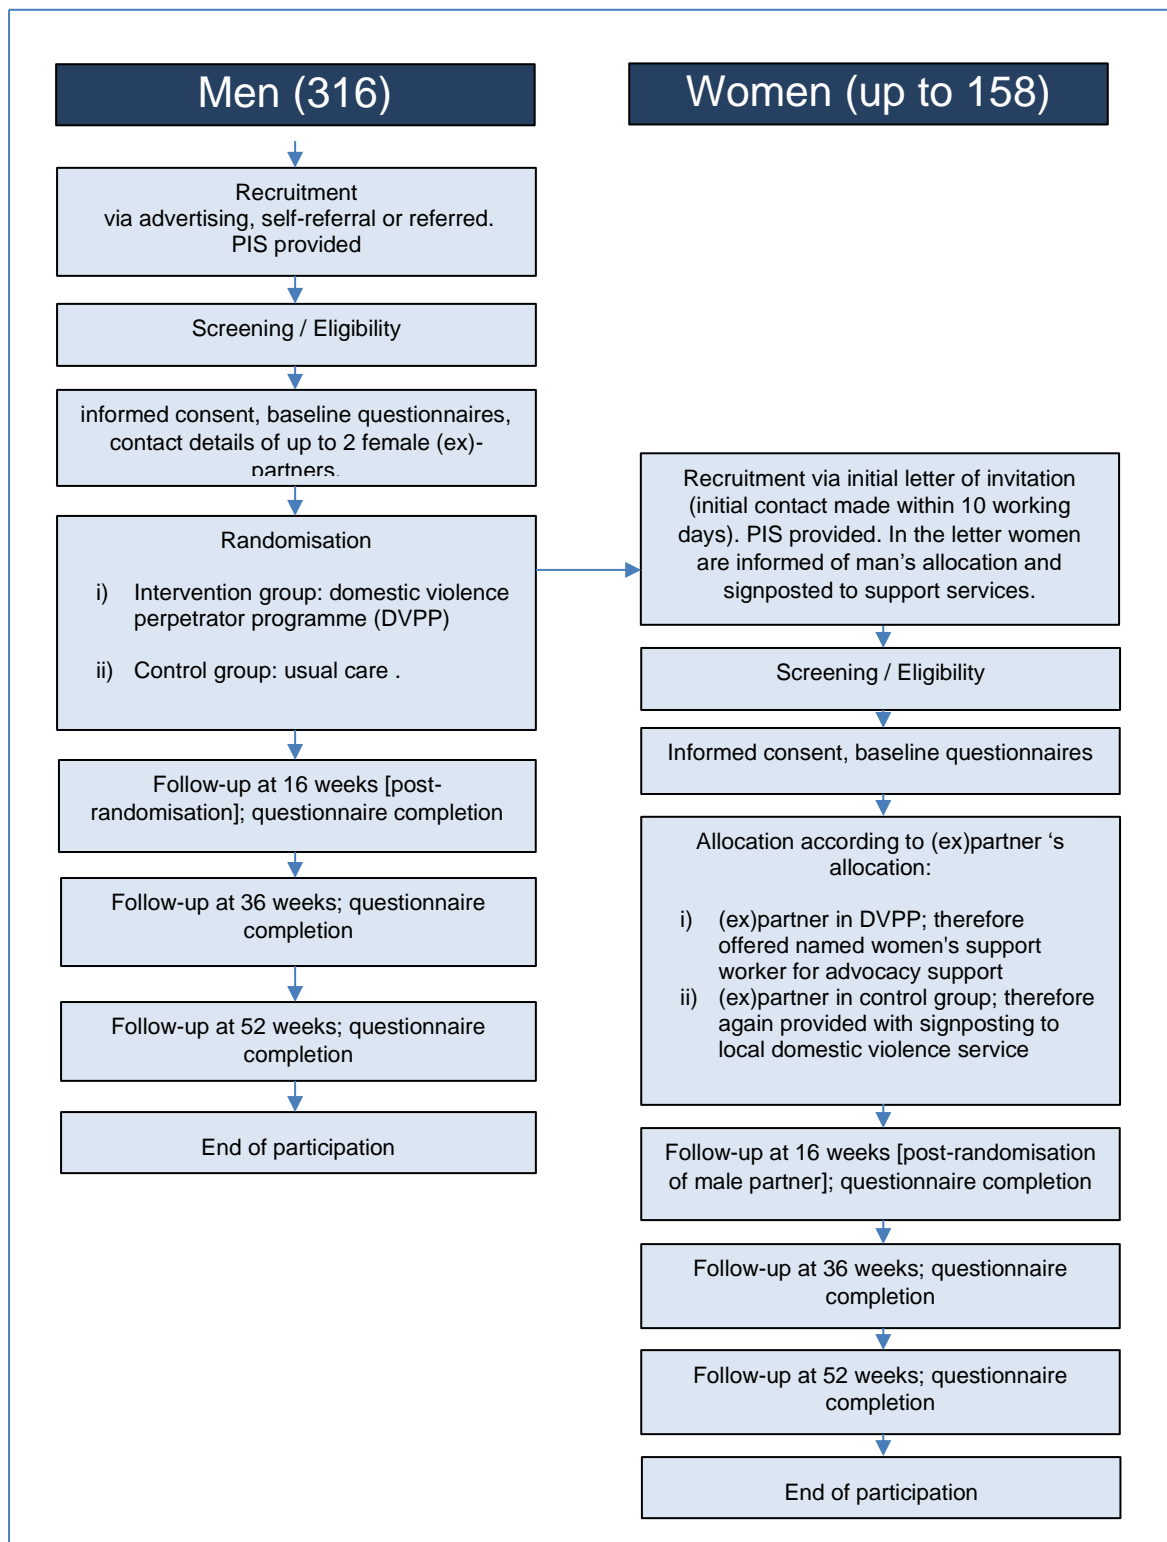 Men (316)
Recruitment
via advertising, self-referral or referred.
PIS provided
Screening / Eligibility
informed consent, baseline questionnaires,
contact details of up to 2 female (ex)-
partners.
Randomisation
i) Intervention group: domestic violence
perpetrator programme (DVPP)
ii) Control group: usual care .
Follow-up at 16 weeks [post-
randomisation]; questionnaire completion
Follow-up at 36 weeks; questionnaire
completion
Follow-up at 52 weeks; questionnaire
completion
End of participation
Women (up to 158)
Recruitment via initial letter of invitation
(initial contact made within 10 working
days). PIS provided. In the letter women
are informed of man’s allocation and
signposted to support services.
Screening / Eligibility
Informed consent, baseline questionnaires
Allocation according to (ex)partner ‘s
allocation:
i) (ex)partner in DVPP; therefore
offered named women's support
worker for advocacy support
ii) (ex)partner in control group; therefore
again provided with signposting to
local domestic violence service
Follow-up at 16 weeks [post-randomisation
of male partner]; questionnaire completion
Follow-up at 36 weeks; questionnaire
completion
Follow-up at 52 weeks; questionnaire
completion
End of participation